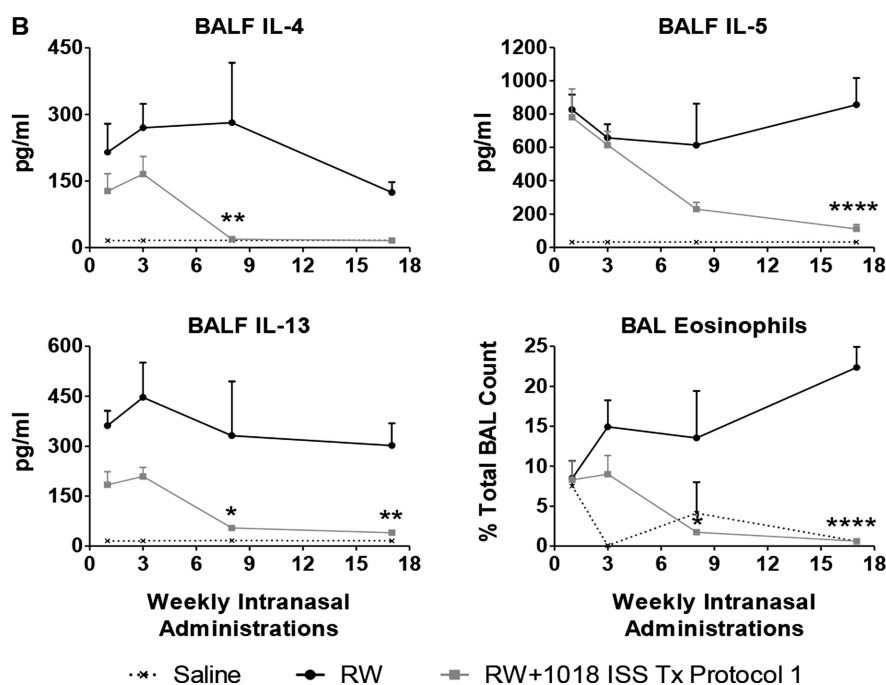 B
BALF IL-4
450
300
150
0
pg/ml
**
0 3 6 9 12 15 18
BALF IL-5
1200
1000
800
600
400
200
0
pg/ml
****
0 3 6 9 12 15 18
BALF IL-13
600
450
300
150
0
pg/ml
*
**
0 3 6 9 12 15 18
Weekly Intranasal
Administrations
BAL Eosinophils
25
20
15
10
5
0
% Total BAL Count
*
****
0 3 6 9 12 15 18
Weekly Intranasal
Administrations
Saline RW RW+1018 ISS Tx Protocol 1